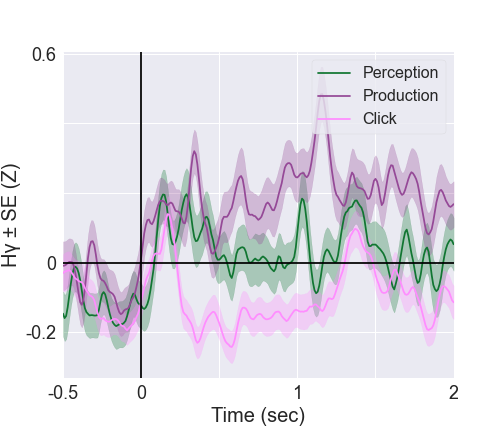 0.6
Perception
Production
Click
Hγ ± SE (Z)
0
-0.2
-0.5
0
1
2
Time (sec)